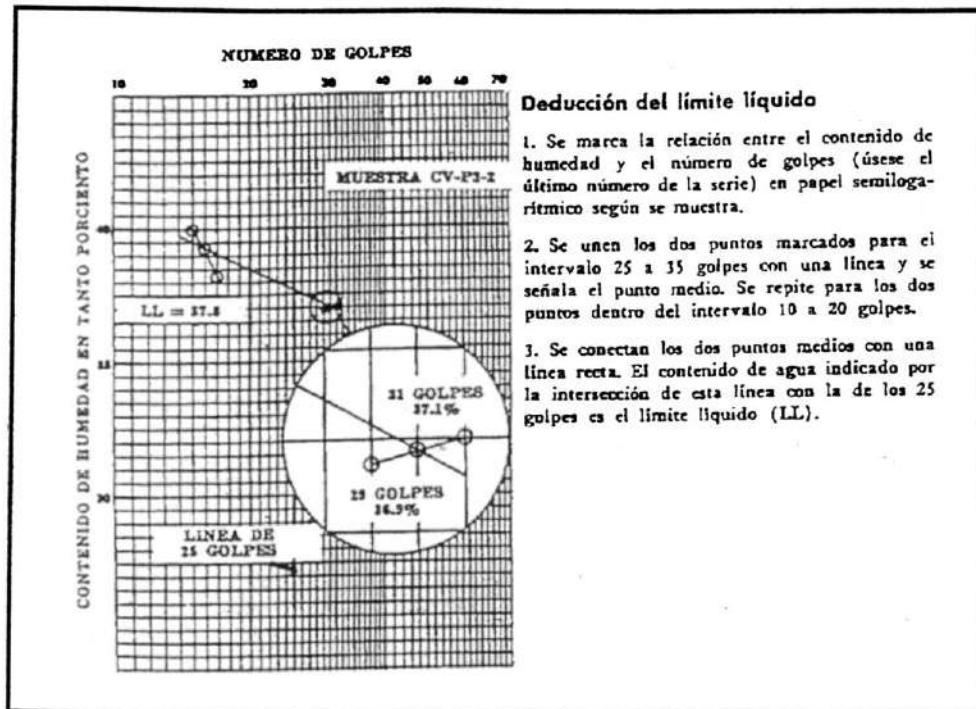 NUMERO DE GOLPES
10 20 30 40 50 60 70
CONTENIDO DE HUMEDAD EN TANTO PORCIENTO
40
35
30
MUESTRA CV-P3-2
LL = 37.8
31 GOLPES
37.1%
29 GOLPES
36.9%
LINEA DE
25 GOLPES
Deducción del límite líquido
1. Se marca la relación entre el contenido de
humedad y el número de golpes (úsese el
último número de la serie) en papel semiloga-
rítmico según se muestra.
2. Se unen los dos puntos marcados para el
intervalo 25 a 35 golpes con una línea y se
señala el punto medio. Se repite para los dos
puntos dentro del intervalo 10 a 20 golpes.
3. Se conectan los dos puntos medios con una
línea recta. El contenido de agua indicado por
la intersección de esta línea con la de los 25
golpes es el límite líquido (LL).